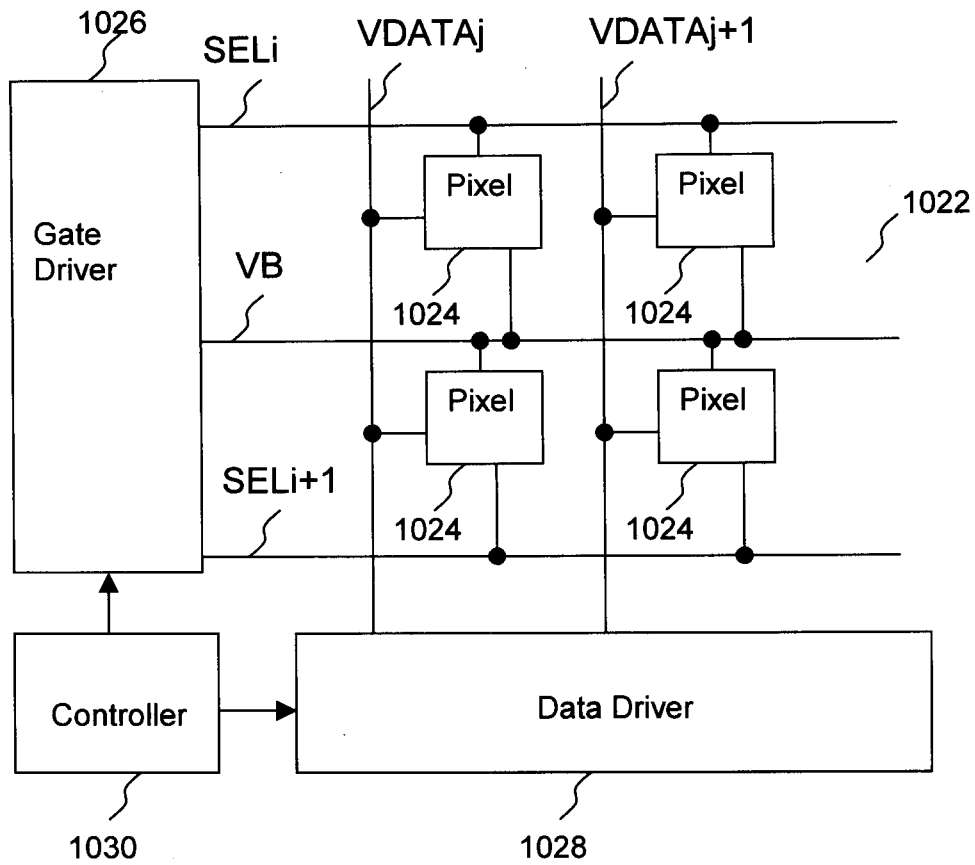 1026
SELi
VDATAj
VDATAj+1
Pixel
Pixel
1022
Gate
Driver
VB
1024
1024
Pixel
Pixel
SELi+1
1024
1024
Controller
Data Driver
1030
1028